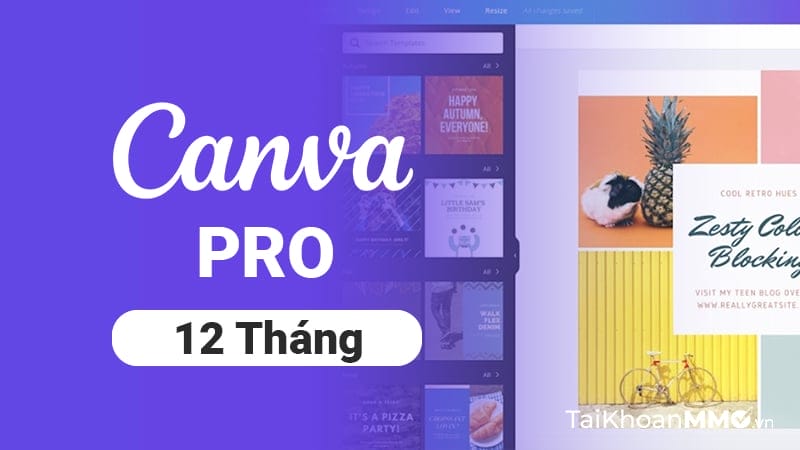 Edit View Resize All changes saved
Search Templates
All
HAPPY
AUTUMN,
EVERYONE!
All
LITTLE SAM'S
BIRTHDAY
All
WALK
FLEX
DENIM
All
IT'S A PIZZA
PARTY!
Canva
PRO
12 Tháng
COOL RETRO HUES
Zesty Colo
Blocking
VISIT MY TEEN BLOG OVE
WWW.REALLYGREATSITE.
TaiKhoanMMO.vn